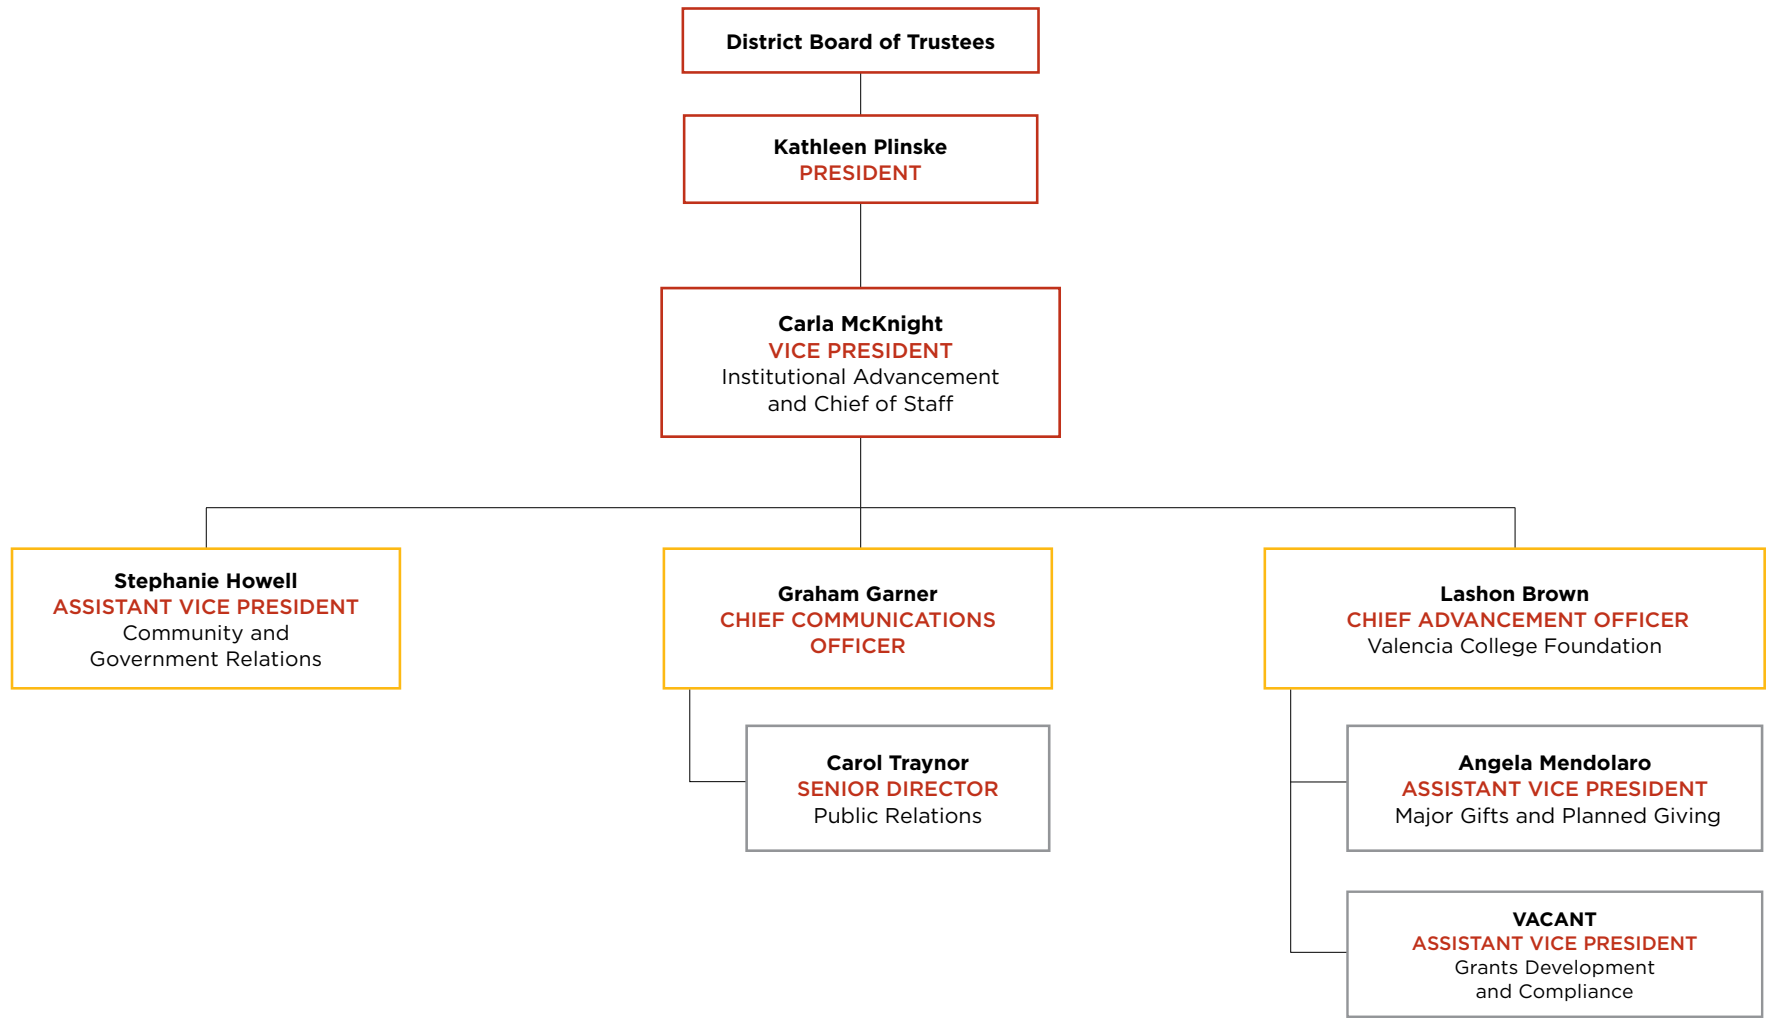 District Board of Trustees
Kathleen Plinske
PRESIDENT
Carla McKnight
VICE PRESIDENT
Institutional Advancement
and Chief of Staff
Stephanie Howell
ASSISTANT VICE PRESIDENT
Community and
Government Relations
Graham Garner
CHIEF COMMUNICATIONS
OFFICER
Lashon Brown
CHIEF ADVANCEMENT OFFICER
Valencia College Foundation
Carol Traynor
SENIOR DIRECTOR
Public Relations
Angela Mendolaro
ASSISTANT VICE PRESIDENT
Major Gifts and Planned Giving
VACANT
ASSISTANT VICE PRESIDENT
Grants Development
and Compliance